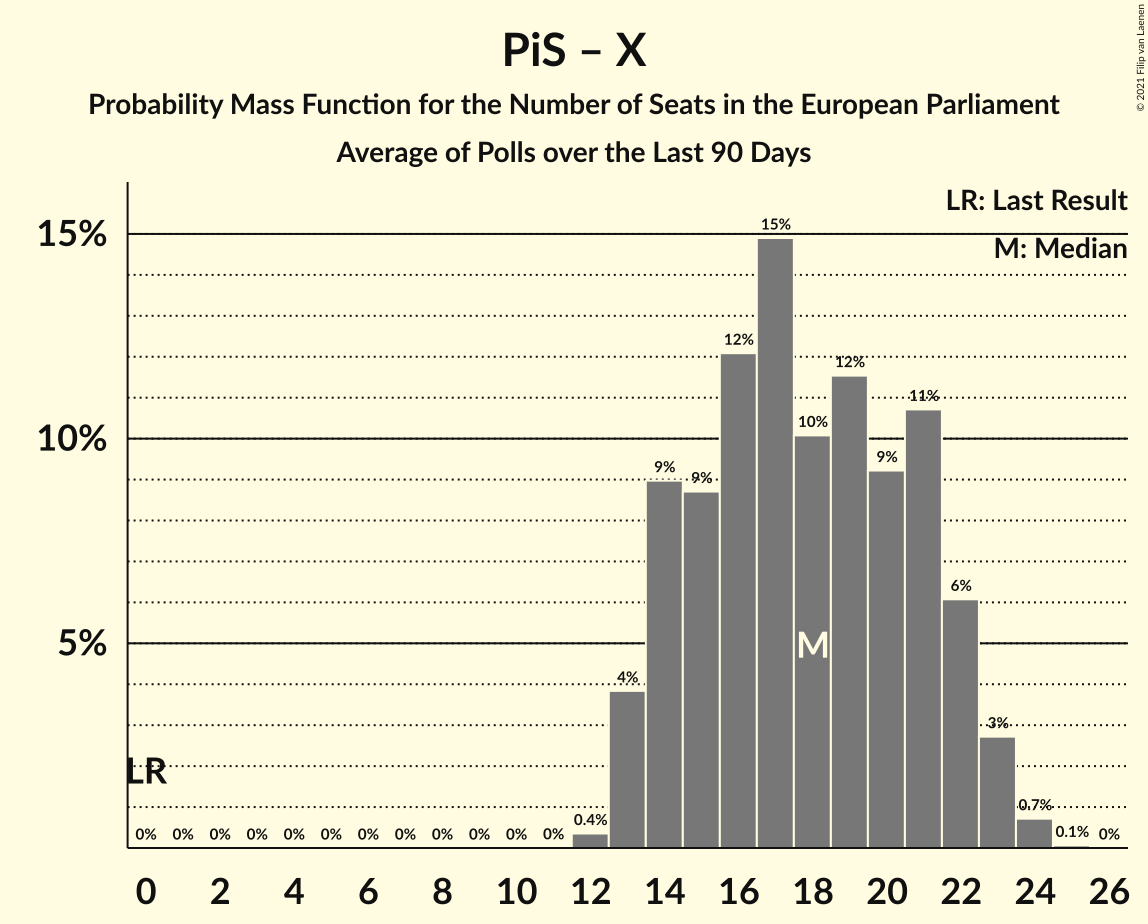 PiS – X
Probability Mass Function for the Number of Seats in the European Parliament
Average of Polls over the Last 90 Days
© 2021 Filip van Laenen
LR: Last Result
M: Median
15%
10%
5%
15%
12%
12%
11%
10%
9%
9%
9%
6%
4%
3%
M
LR
0% 0% 0% 0% 0% 0% 0% 0% 0% 0% 0% 0% 0.4% 0.7% 0.1% 0%
0 2 4 6 8 10 12 14 16 18 20 22 24 26